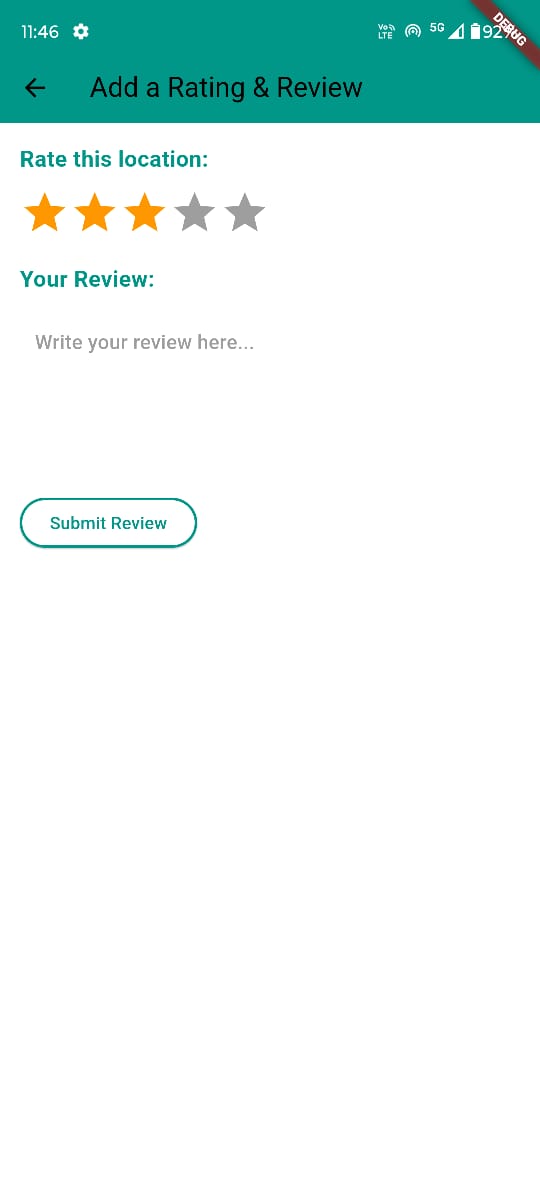 11:46
Vo)) LTE 5G 92%
DEBUG
Add a Rating & Review
Rate this location:
Your Review:
Write your review here...
Submit Review